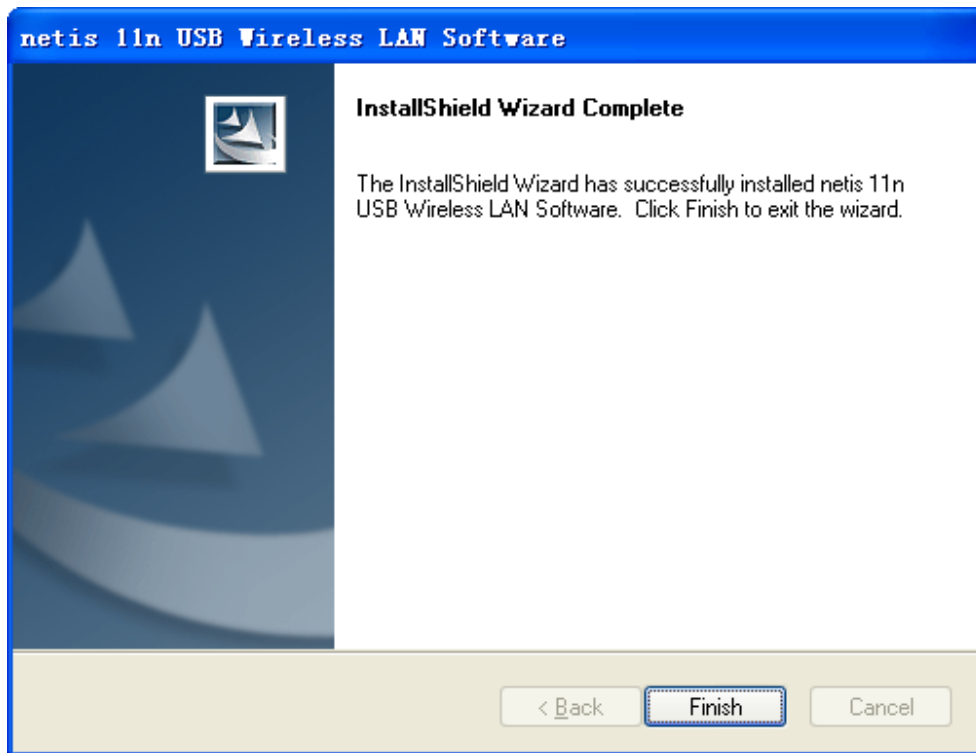 netis 11n USB Wireless LAN Software
InstallShield Wizard Complete
The InstallShield Wizard has successfully installed netis 11n
USB Wireless LAN Software.  Click Finish to exit the wizard.
< Back
Finish
Cancel